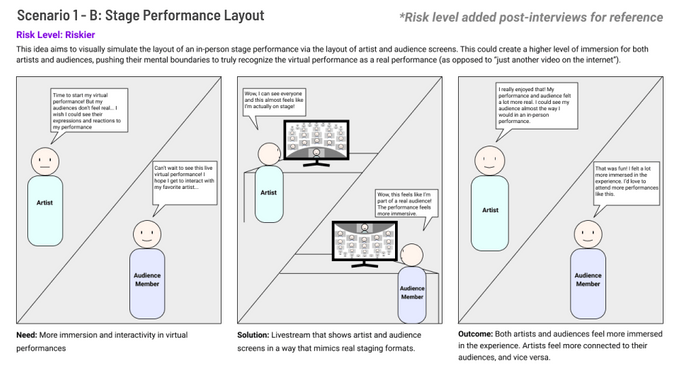 Scenario 1 - B: Stage Performance Layout
*Risk level added post-interviews for reference
Risk Level: Riskier
This idea aims to visually simulate the layout of an in-person stage performance via the layout of artist and audience screens. This could create a higher level of immersion for both
artists and audiences, pushing their mental boundaries to truly recognize the virtual performance as a real performance (as opposed to “just another video on the internet”).
Time to start my virtual
performance! But my
audiences don't feel real... I
wish I could see their
expressions and reactions to
my performance
Artist
Can't wait to see this live
virtual performance! I
hope I get to interact with
my favorite artist...
Audience
Member
Need: More immersion and interactivity in virtual
performances
Wow, I can see everyone
and this almost feels like
I'm actually on stage!
Artist
Wow, this feels like I'm
part of a real audience!
The performance feels
more immersive.
Audience
Member
Solution: Livestream that shows artist and audience
screens in a way that mimics real staging formats.
I really enjoyed that! My
performance and audience felt
a lot more real. I could see my
audience almost the way I
would in an in-person
performance.
Artist
That was fun! I felt a lot
more immersed in the
experience. I'd love to
attend more performances
like this.
Audience
Member
Outcome: Both artists and audiences feel more immersed
in the experience. Artists feel more connected to their
audiences, and vice versa.